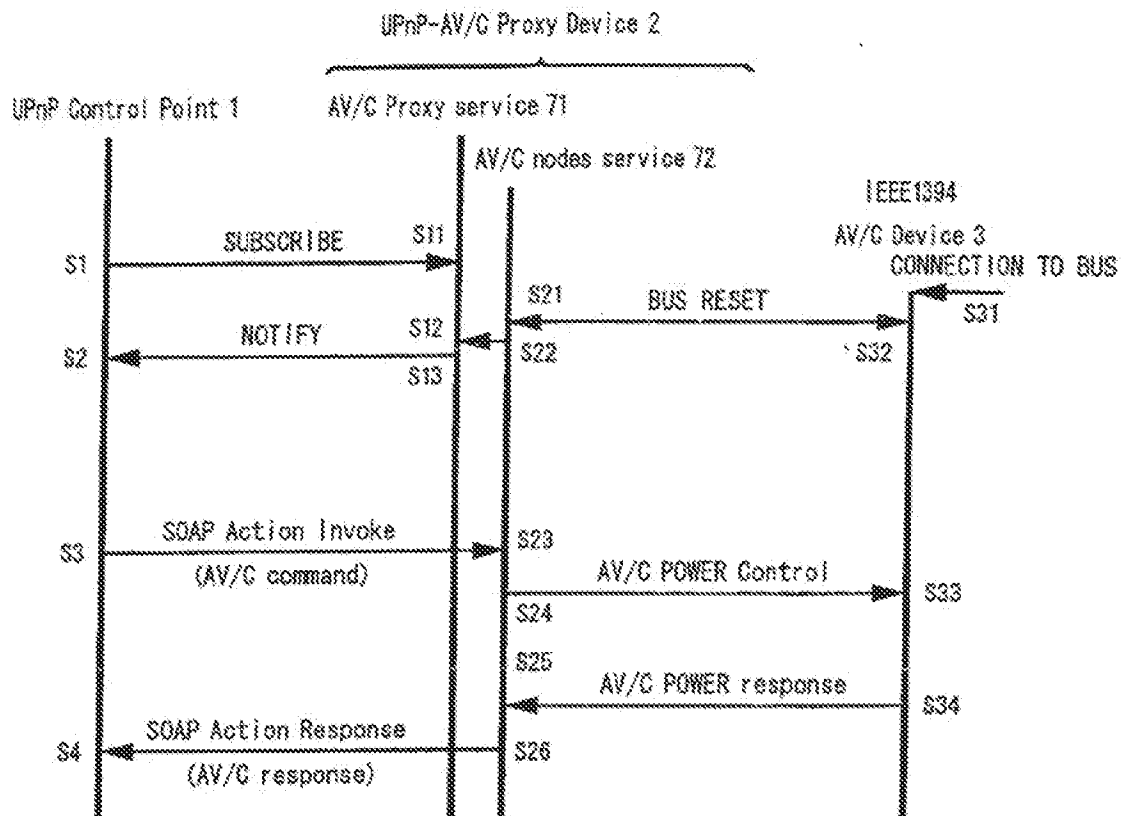 UPnP-AV/C Proxy Device 2
UPnP Control Point 1
AV/C Proxy service 71
AV/C nodes service 72
IEEE1394
AV/C Device 3
CONNECTION TO BUS
S31
S1
SUBSCRIBE
S11
S21
BUS RESET
S2
NOTIFY
S12
S13
S22
S32
S3
SOAP Action Invoke
(AV/C command)
S23
AV/C POWER Control
S24
S33
S25
AV/C POWER response
S34
S4
SOAP Action Response
(AV/C response)
S26